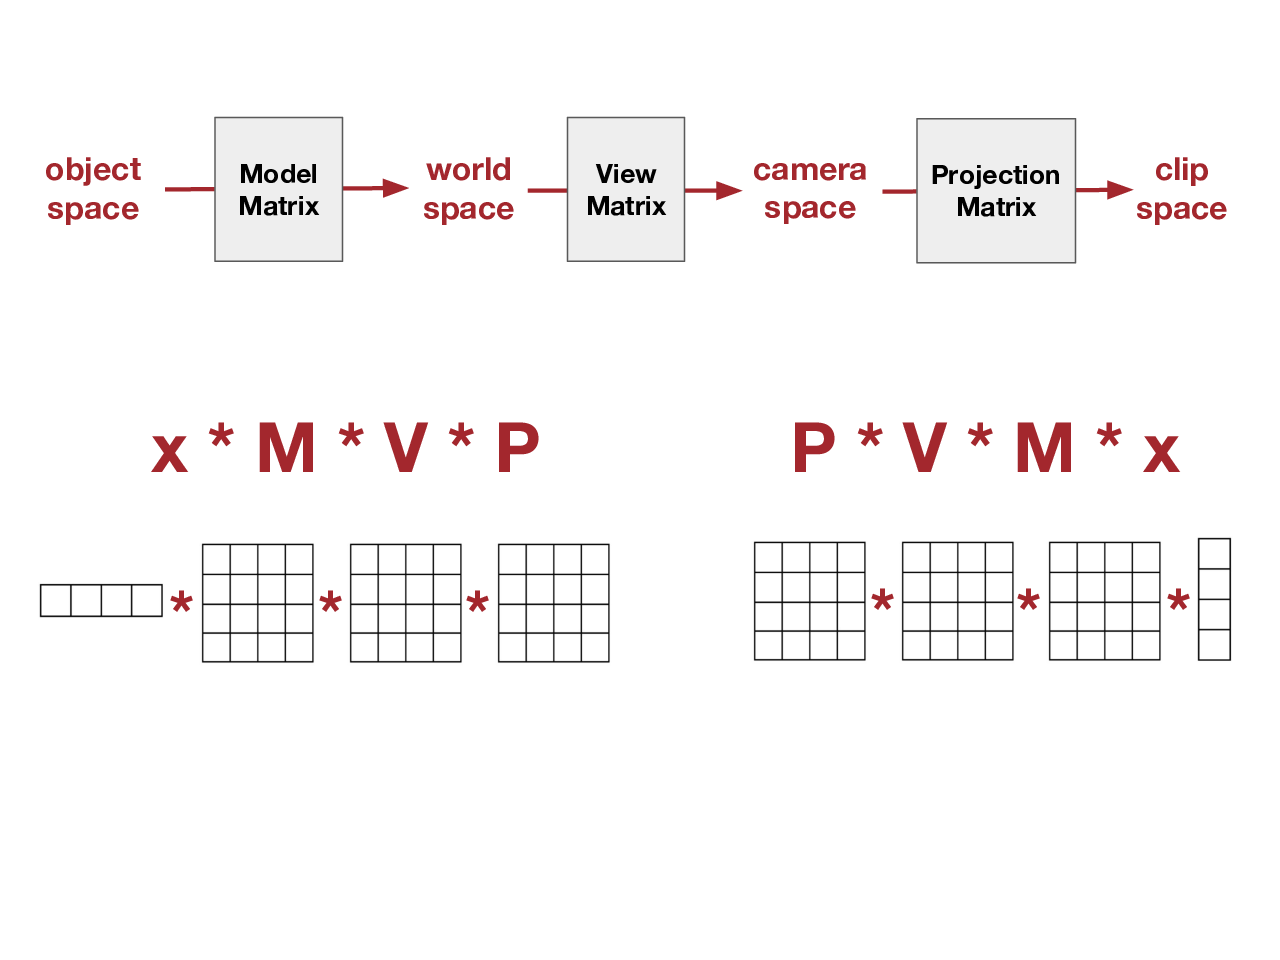 object
space
Model
Matrix
world
space
View
Matrix
camera
space
Projection
Matrix
clip
space
x * M * V * P
P * V * M * x
* * *
* * *